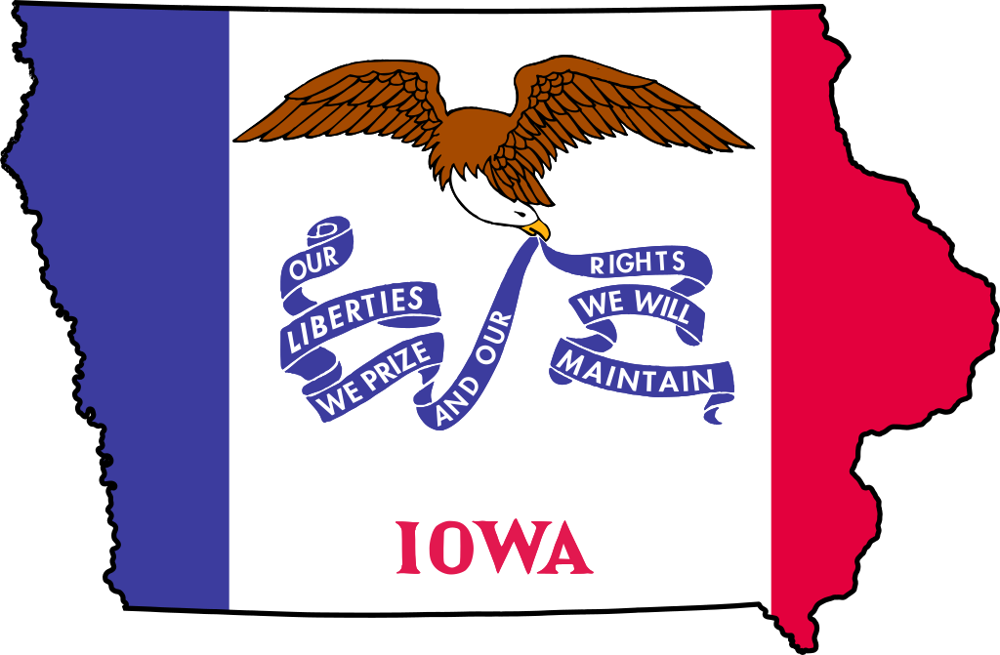 OUR
LIBERTIES
WE PRIZE
AND OUR
RIGHTS
WE WILL
MAINTAIN
IOWA